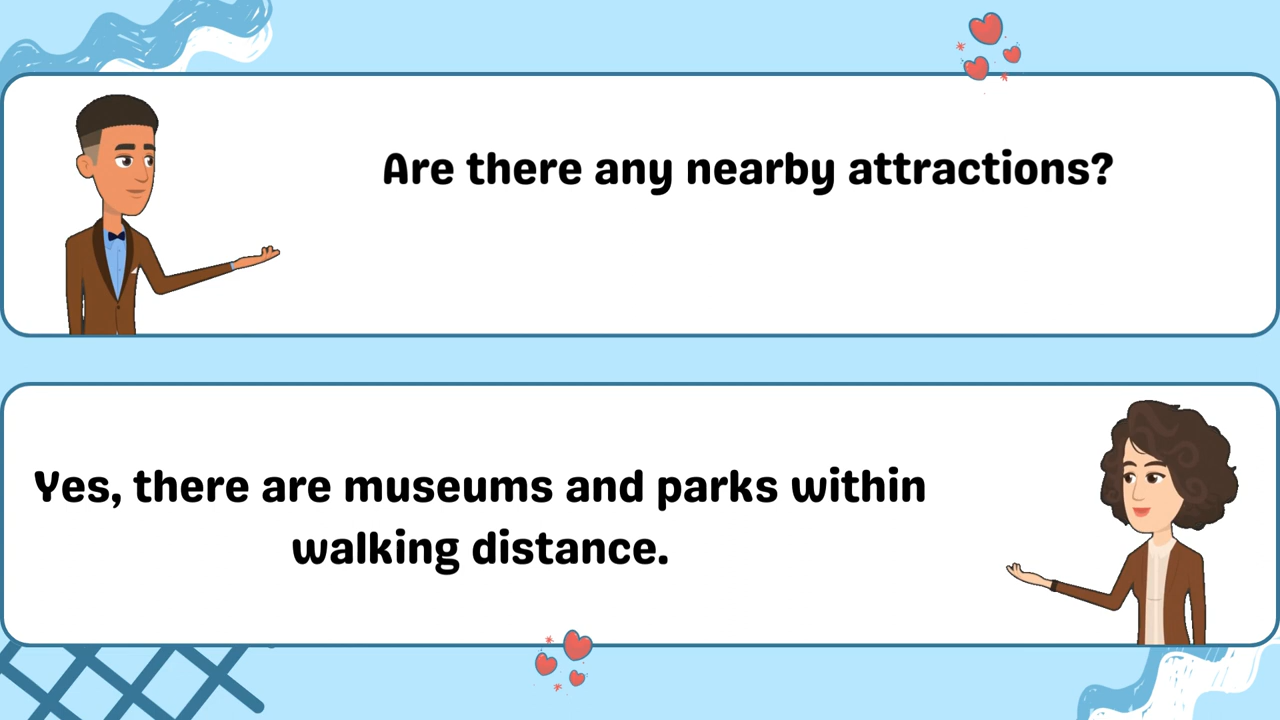 Are there any nearby attractions?
Yes, there are museums and parks within
walking distance.